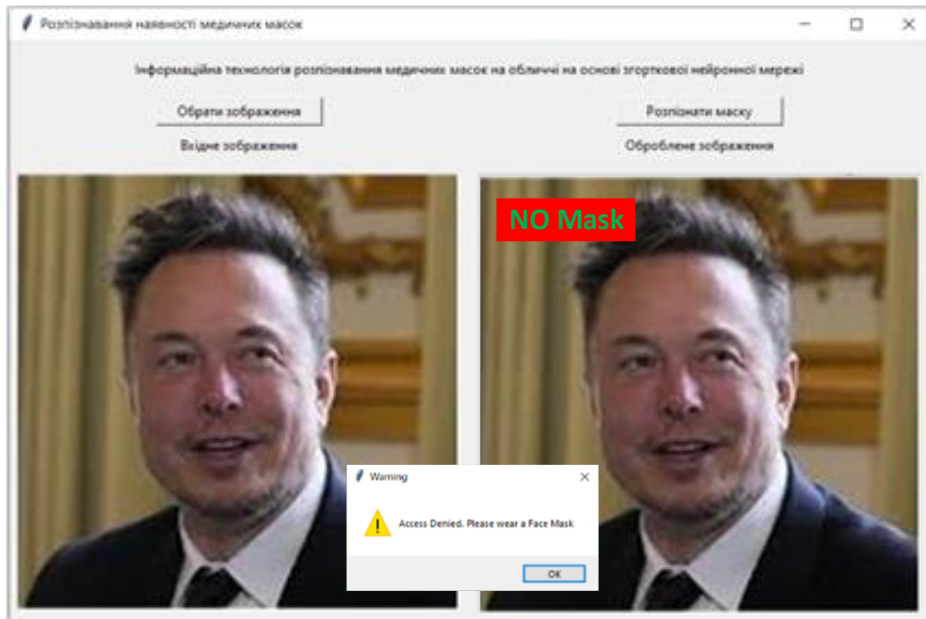 Розпізнавання наявності медичних масок
Інформаційна технологія розпізнавання медичних масок на обличчі на основі згорткової нейронної мережі
Обрати зображення
Розпізнати маску
Вхідне зображення
Оброблене зображення
NO Mask
Warning
Access Denied. Please wear a Face Mask
OK